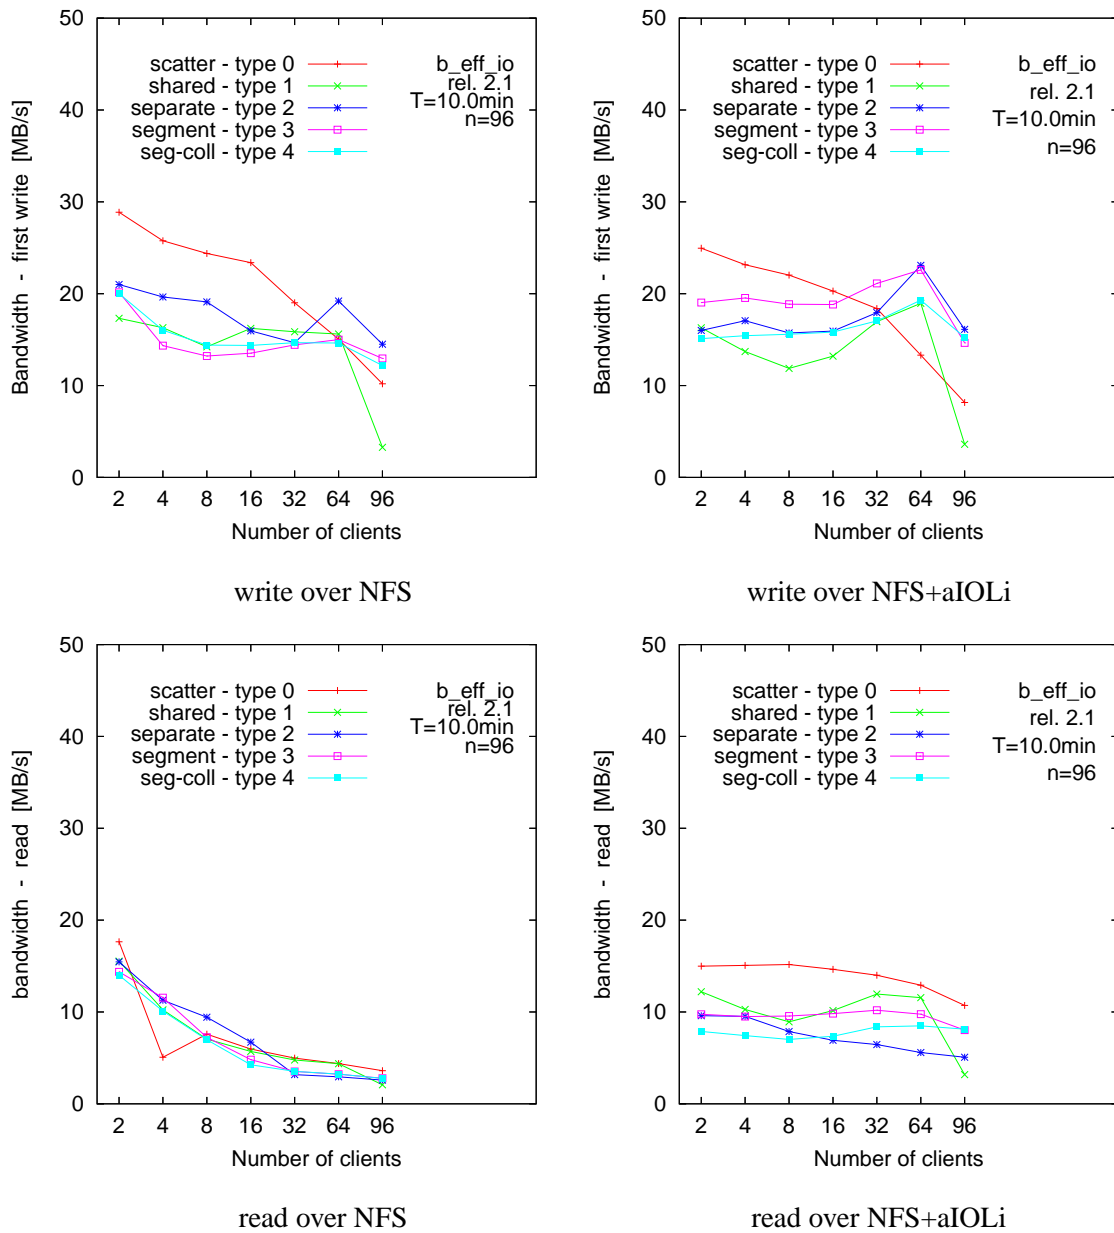 50
40
30
20
10
0
Bandwidth - first write [MB/s]
scatter - type 0
shared - type 1
separate - type 2
segment - type 3
seg-coll - type 4
b_eff_io
rel. 2.1
T=10.0min
n=96
2 4 8 16 32 64 96
Number of clients
write over NFS
50
40
30
20
10
0
Bandwidth - first write [MB/s]
scatter - type 0
shared - type 1
separate - type 2
segment - type 3
seg-coll - type 4
b_eff_io
rel. 2.1
T=10.0min
n=96
2 4 8 16 32 64 96
Number of clients
write over NFS+aIOLi
50
40
30
20
10
0
bandwidth - read [MB/s]
scatter - type 0
shared - type 1
separate - type 2
segment - type 3
seg-coll - type 4
b_eff_io
rel. 2.1
T=10.0min
n=96
2 4 8 16 32 64 96
Number of clients
read over NFS
50
40
30
20
10
0
bandwidth - read [MB/s]
scatter - type 0
shared - type 1
separate - type 2
segment - type 3
seg-coll - type 4
b_eff_io
rel. 2.1
T=10.0min
n=96
2 4 8 16 32 64 96
Number of clients
read over NFS+aIOLi